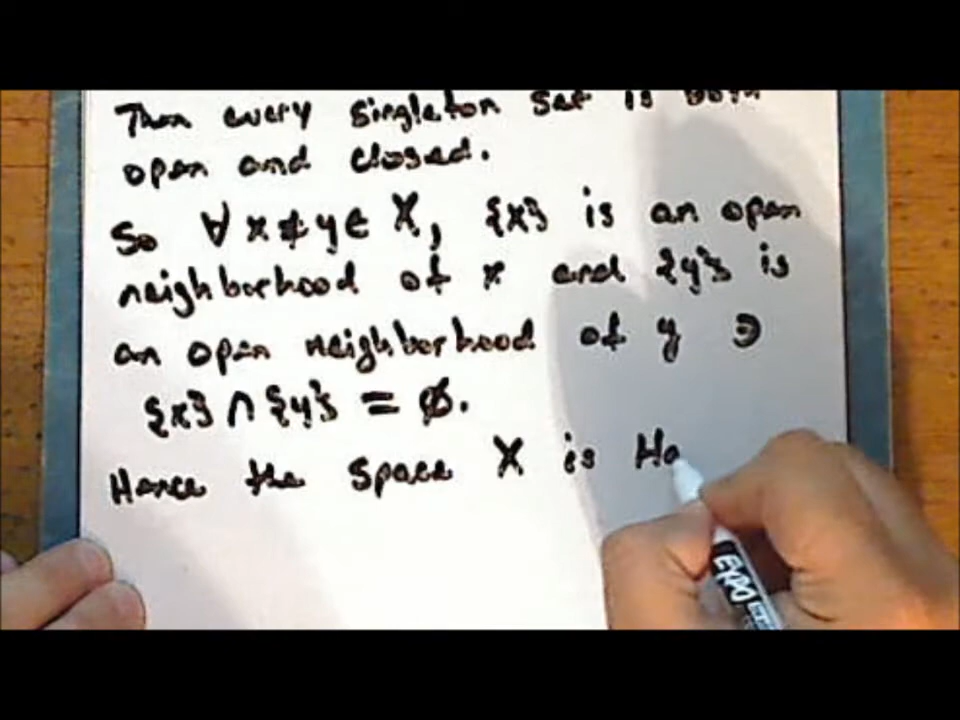 Then every singleton set is both
open and closed.
So ∀ x ≠ y ∈ X, {x} is an open
neighborhood of x and {y} is
an open neighborhood of y ∋
{x} ∩ {y} = ∅.
Hence the space X is Ha
EXPO